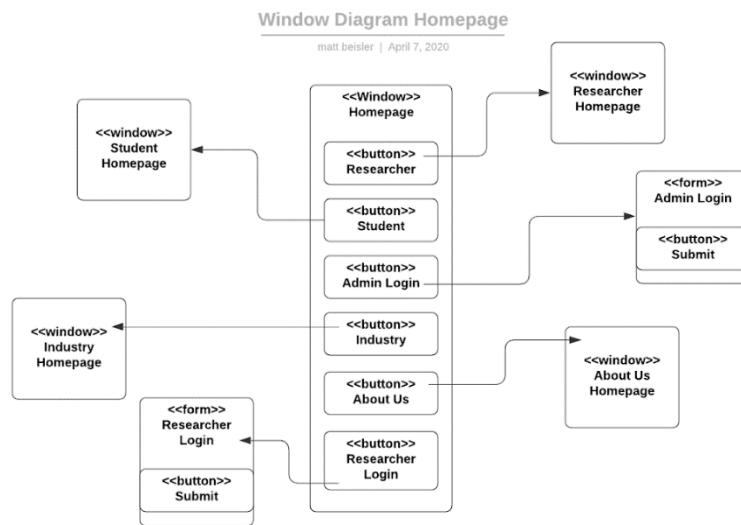 Window Diagram Homepage
matt beisler | April 7, 2020
<<Window>>
Homepage
<<button>>
Researcher
<<button>>
Student
<<button>>
Admin Login
<<button>>
Industry
<<button>>
About Us
<<button>>
Researcher
Login
<<window>>
Student
Homepage
<<window>>
Industry
Homepage
<<form>>
Researcher
Login
<<button>>
Submit
<<window>>
Researcher
Homepage
<<form>>
Admin Login
<<button>>
Submit
<<window>>
About Us
Homepage